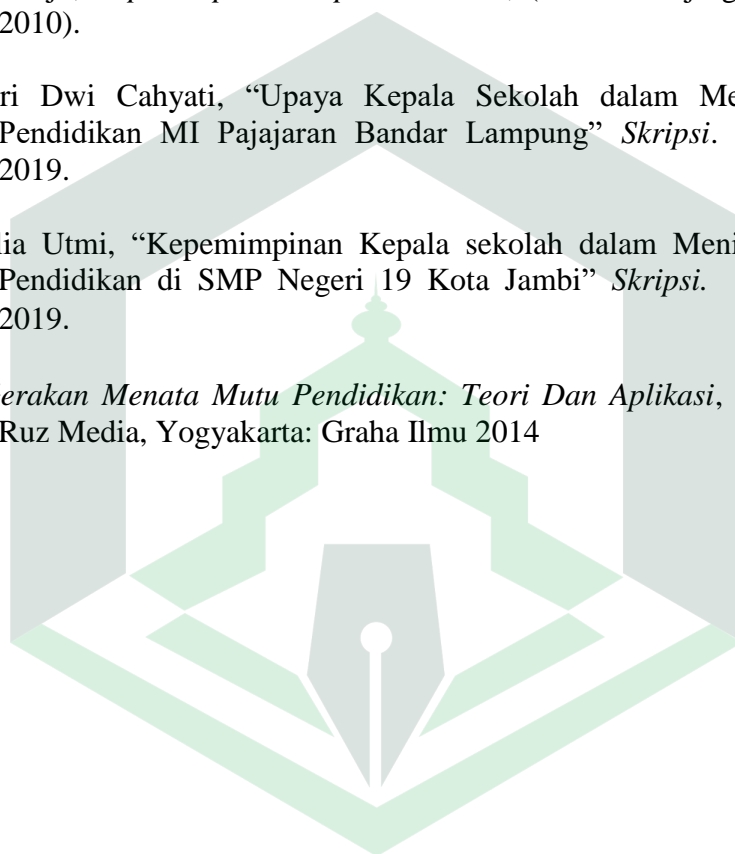 2010).
ri Dwi Cahyati, “Upaya Kepala Sekolah dalam Me
Pendidikan MI Pajajaran Bandar Lampung” Skripsi.
2019.
lia Utmi, “Kepemimpinan Kepala sekolah dalam Meni
Pendidikan di SMP Negeri 19 Kota Jambi” Skripsi.
2019.
erakan Menata Mutu Pendidikan: Teori Dan Aplikasi,
Ruz Media, Yogyakarta: Graha Ilmu 2014